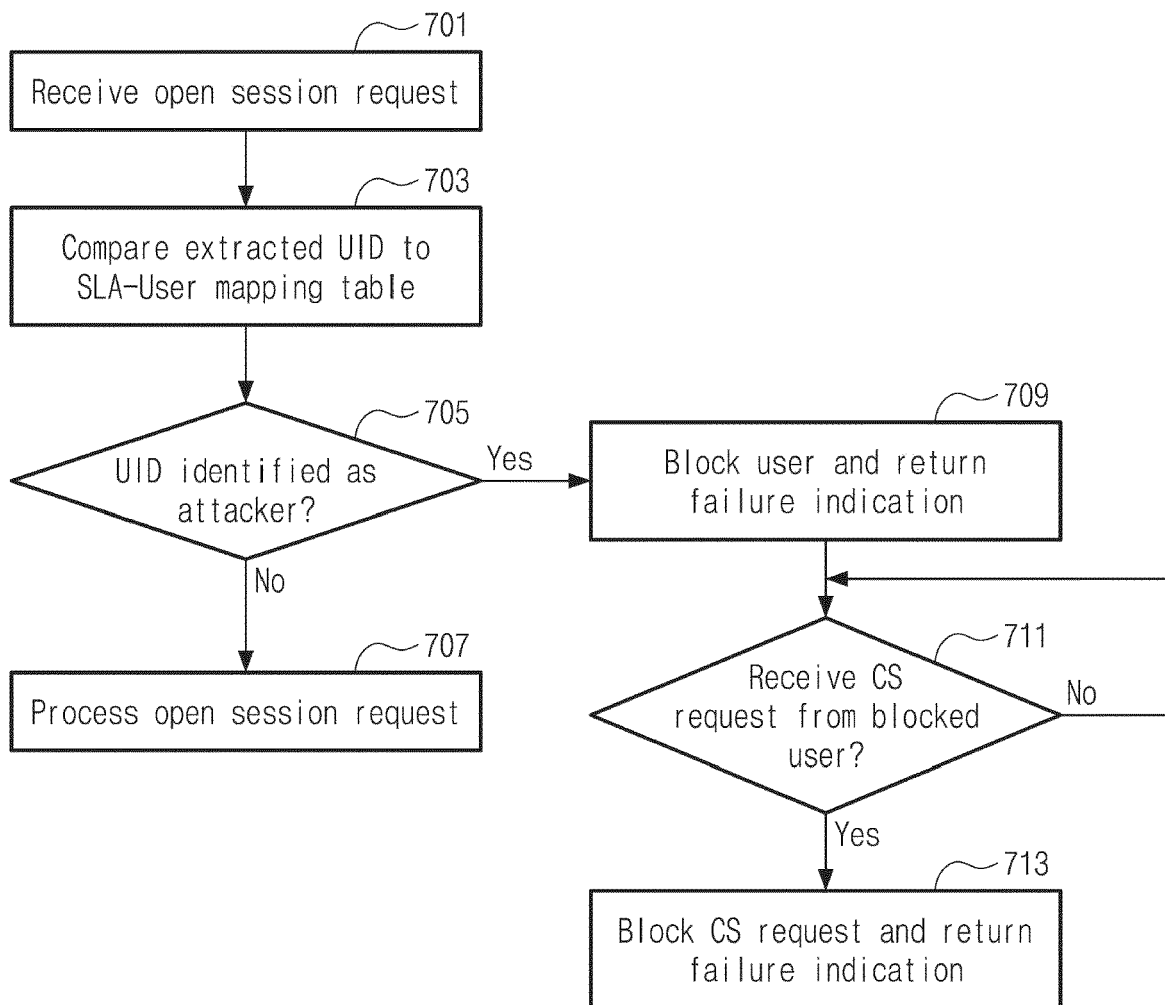 701
Receive open session request
703
Compare extracted UID to
SLA-User mapping table
705
UID identified as
attacker?
Yes
No
707
Process open session request
709
Block user and return
failure indication
711
Receive CS
request from blocked
user?
No
Yes
713
Block CS request and return
failure indication